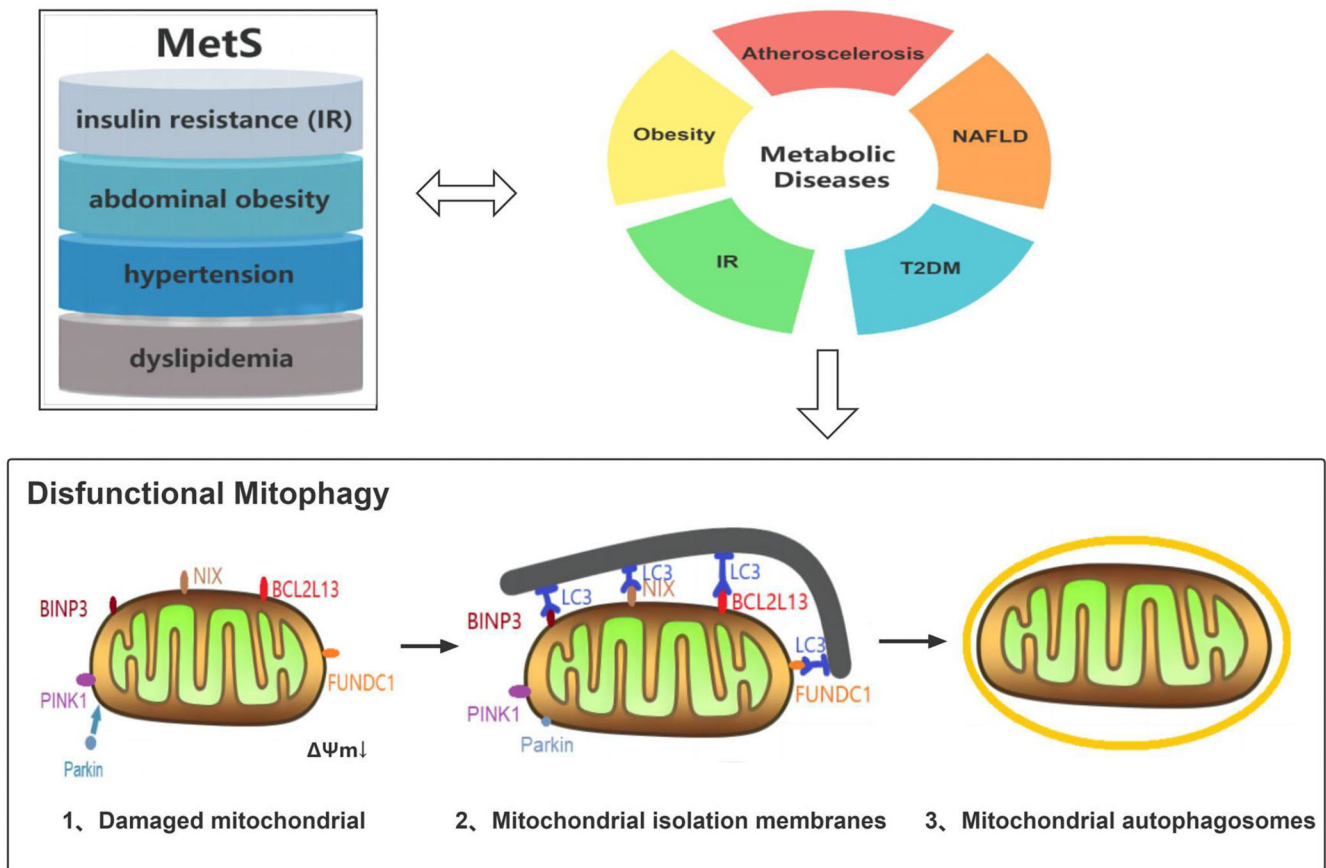 MetS
insulin resistance (IR)
abdominal obesity
hypertension
dyslipidemia
Atheroscelerosis
Obesity
NAFLD
Metabolic
Diseases
IR
T2DM
Disfunctional Mitophagy
NIX
BCL2L13
BINP3
FUNDC1
PINK1
Parkin
ΔΨm↓
LC3
LC3
LC3
NIX
BCL2L13
BINP3
LC3
FUNDC1
PINK1
Parkin
1、Damaged mitochondrial
2、Mitochondrial isolation membranes
3、Mitochondrial autophagosomes